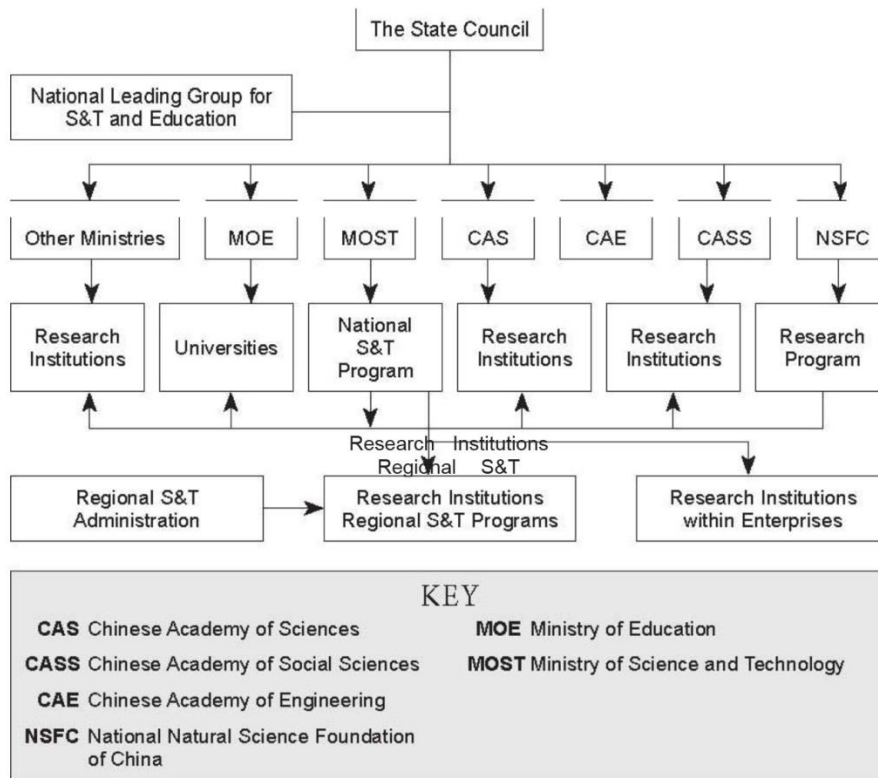 The State Council
National Leading Group for
S&T and Education
Other Ministries
MOE
MOST
CAS
CAE
CASS
NSFC
Research
Institutions
Universities
National
S&T
Program
Research
Institutions
Research
Institutions
Research
Program
Research Institutions
Regional S&T
Regional S&T
Administration
Research Institutions
Regional S&T Programs
Research Institutions
within Enterprises
KEY
CAS Chinese Academy of Sciences
CASS Chinese Academy of Social Sciences
CAE Chinese Academy of Engineering
NSFC National Natural Science Foundation
of China
MOE Ministry of Education
MOST Ministry of Science and Technology